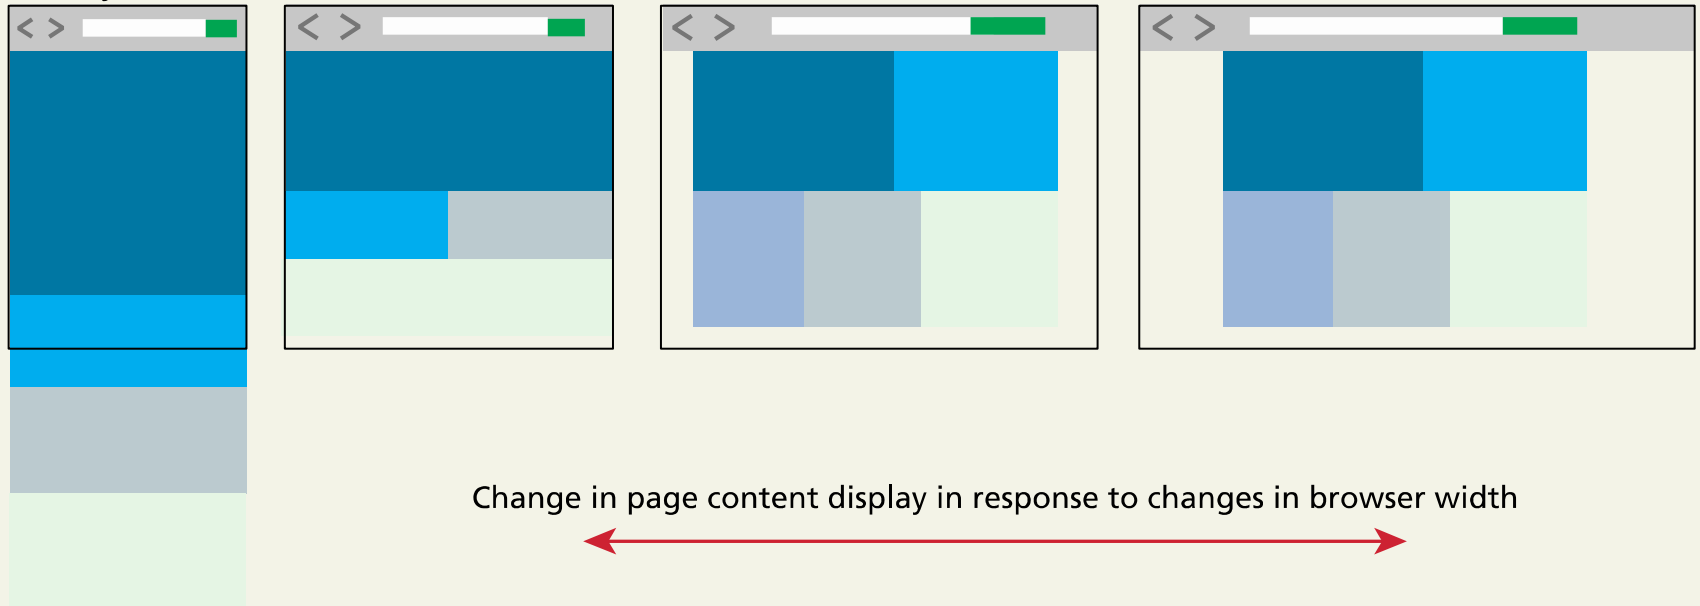 Change in page content display in response to changes in browser width